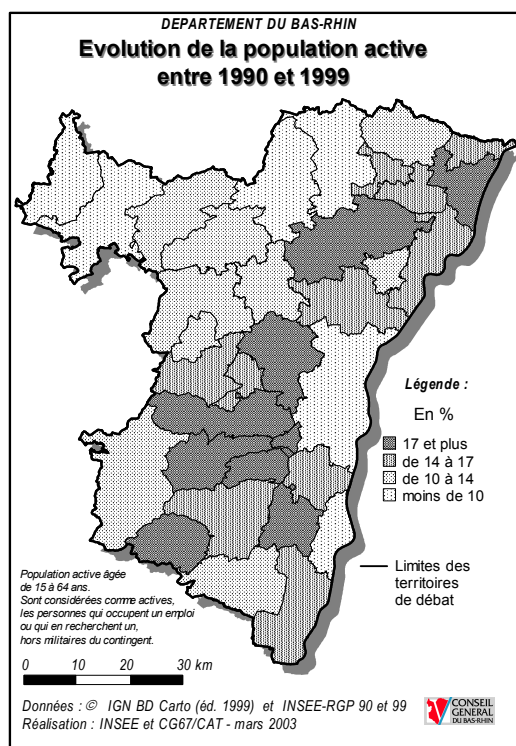 DEPARTEMENT DU BAS-RHIN
Evolution de la population active
entre 1990 et 1999
Légende :
En %
17 et plus
de 14 à 17
de 10 à 14
moins de 10
Limites des
territoires
de débat
Population active âgée
de 15 à 64 ans.
Sont considérées comme actives,
les personnes qui occupent un emploi
ou qui en recherchent un,
hors militaires du contingent.
0 10 20 30 km
Données : © IGN BD Carto (éd. 1999) et INSEE-RGP 90 et 99
Réalisation : INSEE et CG67/CAT - mars 2003
CONSEIL
GENERAL
DU BAS-RHIN